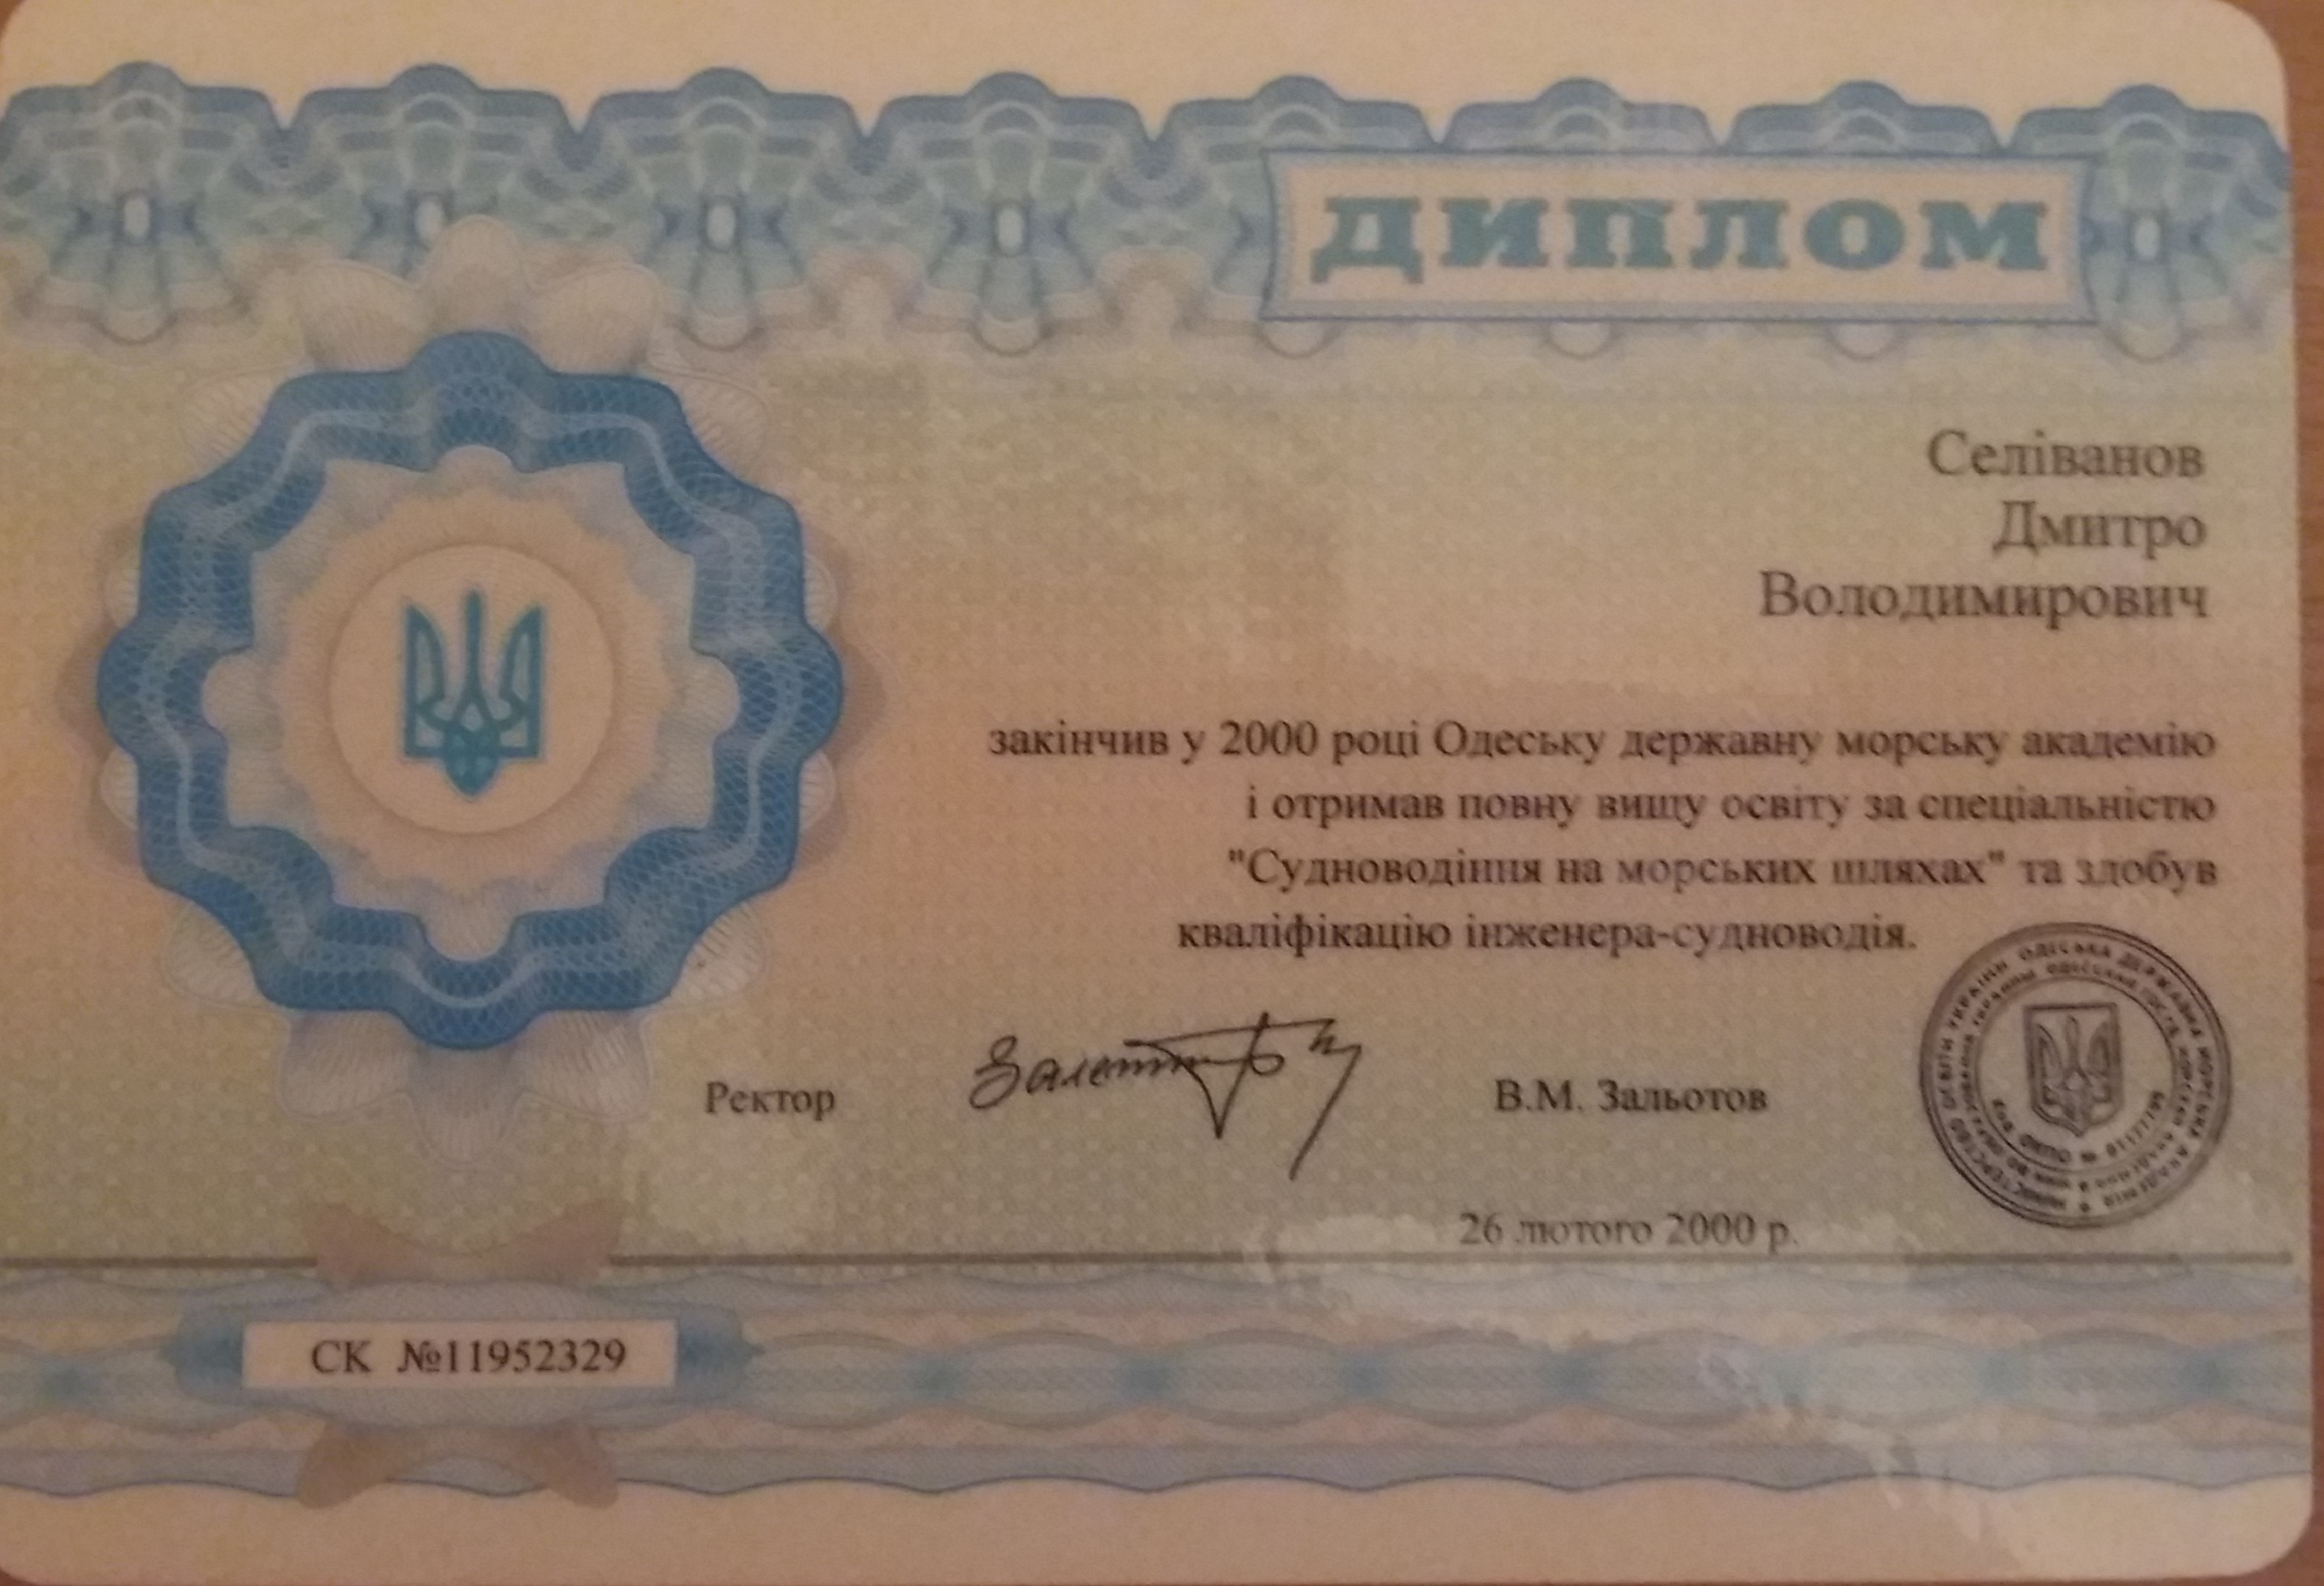 ДИПЛОМ
Селіванов
Дмитро
Володимирович
закінчив у 2000 році Одеську державну морську академію
і отримав повну вищу освіту за спеціальністю
"Судноводіння на морських шляхах" та здобув
кваліфікацію інженера-судноводія.
Ректор В.М. Зальотов
26 лютого 2000 р.
СК №11952329